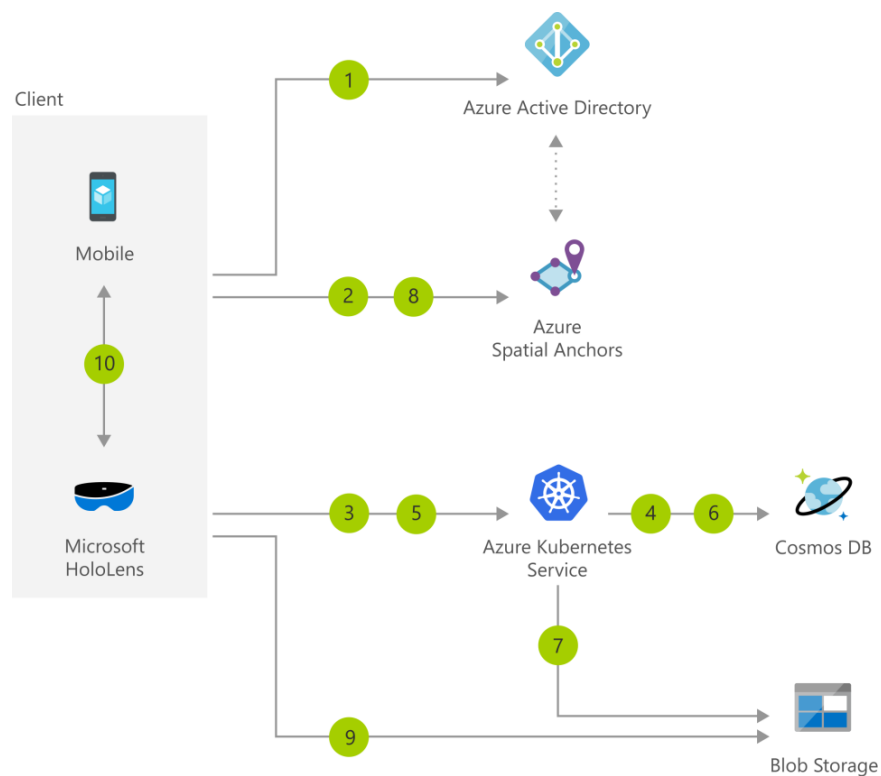 1
Azure Active Directory
Client
Mobile
2
8
Azure
Spatial Anchors
10
3
5
4
6
Microsoft
HoloLens
Azure Kubernetes
Service
Cosmos DB
7
9
Blob Storage